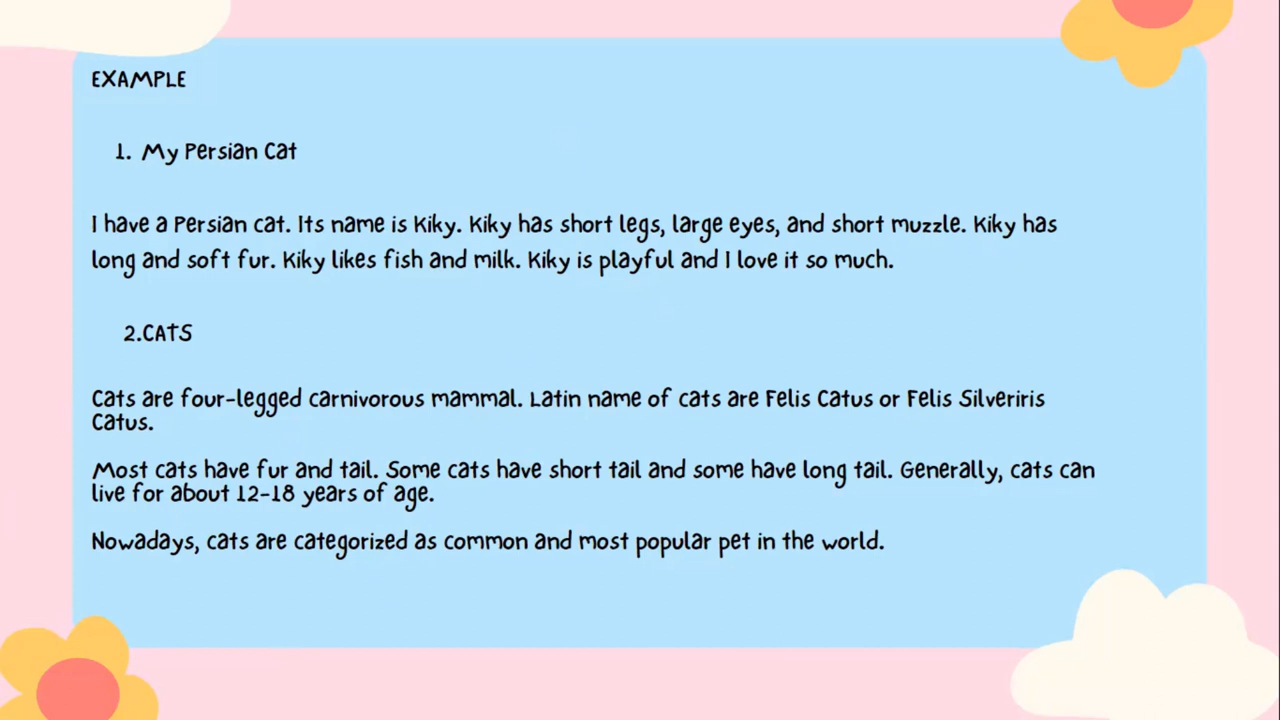 EXAMPLE
1. My Persian Cat
I have a Persian cat. Its name is Kiky. Kiky has short legs, large eyes, and short muzzle. Kiky has
long and soft fur. Kiky likes fish and milk. Kiky is playful and I love it so much.
2.CATS
Cats are four-legged carnivorous mammal. Latin name of cats are Felis Catus or Felis Silveriris
Catus.
Most cats have fur and tail. Some cats have short tail and some have long tail. Generally, cats can
live for about 12-18 years of age.
Nowadays, cats are categorized as common and most popular pet in the world.